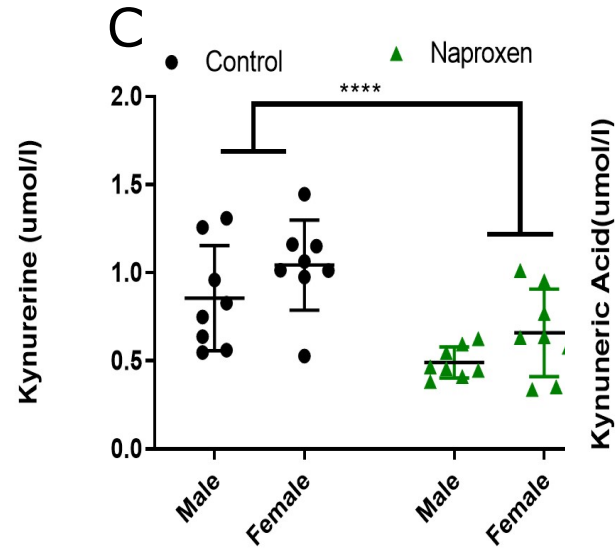 C
Control
Naproxen
****
2.0
1.5
1.0
0.5
0.0
Kynurerine (umol/l)
Kynuneric Acid(umol/l)
Male
Female
Male
Female